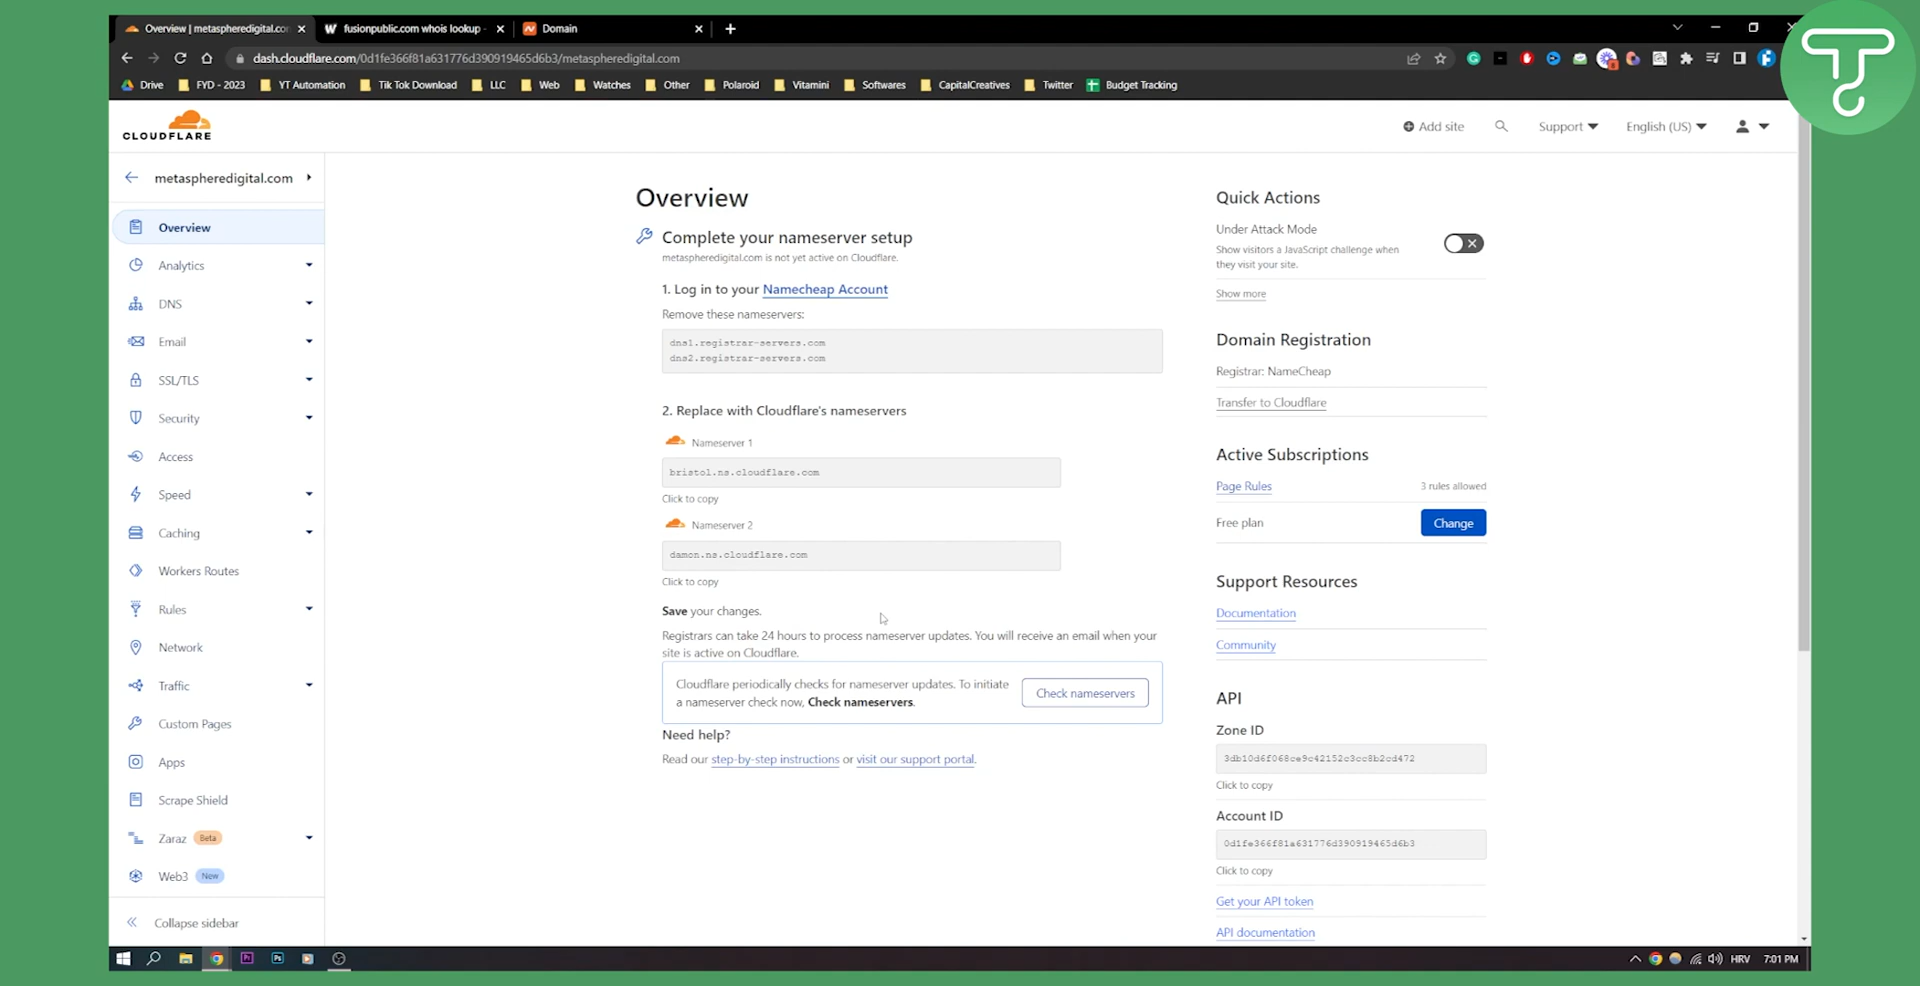 Overview | metaspheredigital.co
fusionpublic.com whois lookup -
Domain
dash.cloudflare.com/0d1fe366f81a631776d390919465d6b3/metaspheredigital.com
Drive
FYD - 2023
YT Automation
Tik Tok Download
LLC
Web
Watches
Other
Polaroid
Vitamini
Softwares
CapitalCreatives
Twitter
Budget Tracking
CLOUDFLARE
Add site
Support
English (US)
metaspheredigital.com
Overview
Analytics
DNS
Email
SSL/TLS
Security
Access
Speed
Caching
Workers Routes
Rules
Network
Traffic
Custom Pages
Apps
Scrape Shield
Zaraz Beta
Web3 New
Collapse sidebar
Overview
Complete your nameserver setup
metaspheredigital.com is not yet active on Cloudflare.
1. Log in to your Namecheap Account
Remove these nameservers:
dns1.registrar-servers.com
dns2.registrar-servers.com
2. Replace with Cloudflare's nameservers
Nameserver 1
bristol.ns.cloudflare.com
Click to copy
Nameserver 2
damon.ns.cloudflare.com
Click to copy
Save your changes.
Registrars can take 24 hours to process nameserver updates. You will receive an email when your
site is active on Cloudflare.
Cloudflare periodically checks for nameserver updates. To initiate
a nameserver check now, Check nameservers.
Check nameservers
Need help?
Read our step-by-step instructions or visit our support portal.
Quick Actions
Under Attack Mode
Show visitors a JavaScript challenge when
they visit your site.
Show more
Domain Registration
Registrar: NameCheap
Transfer to Cloudflare
Active Subscriptions
Page Rules
3 rules allowed
Free plan
Change
Support Resources
Documentation
Community
API
Zone ID
3db10d6f068ce9c42152c3cc8b2cd472
Click to copy
Account ID
0d1fe366f81a631776d390919465d6b3
Click to copy
Get your API token
API documentation
HRV
7:01 PM